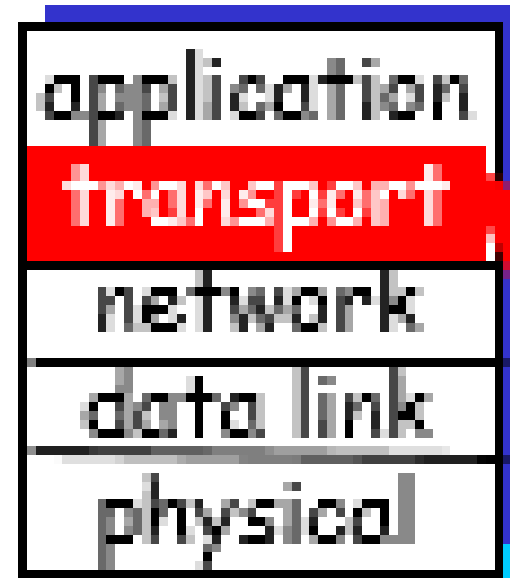 application
transport
network
data link
physical